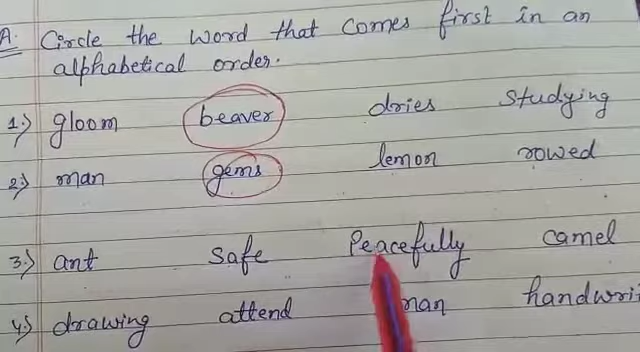 A. Circle the word that comes first in an
alphabetical order.
1.) gloom beaver dries studying
2.) man gems lemon rowed
3.) ant safe Peacefully camel
4.) drawing attend